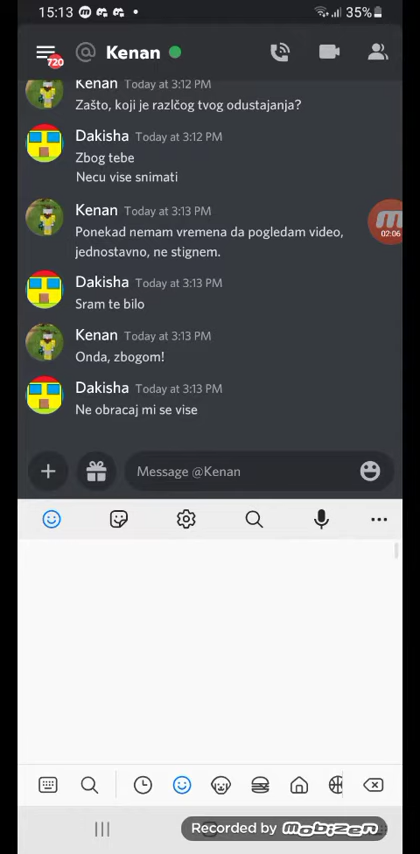 15:13 35%
720 @ Kenan
Kenan Today at 3:12 PM
Zašto, koji je razlčog tvog odustajanja?
Dakisha Today at 3:12 PM
Zbog tebe
Necu vise snimati
Kenan Today at 3:13 PM
Ponekad nemam vremena da pogledam video,
jednostavno, ne stignem.
02:06
Dakisha Today at 3:13 PM
Sram te bilo
Kenan Today at 3:13 PM
Onda, zbogom!
Dakisha Today at 3:13 PM
Ne obracaj mi se vise
Message @Kenan
Recorded by mobizen